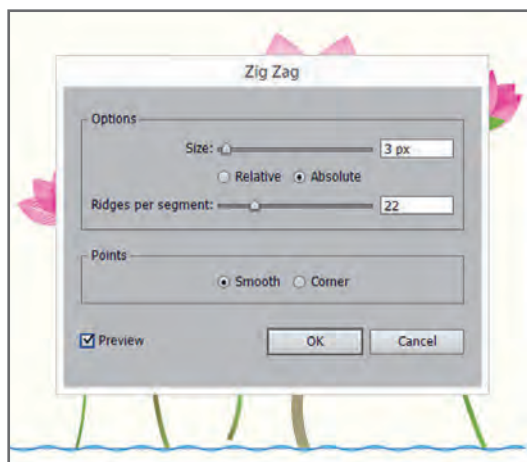 Zig Zag
Options
Size: 3 px
Relative Absolute
Ridges per segment: 22
Points
Smooth Corner
Preview OK Cancel